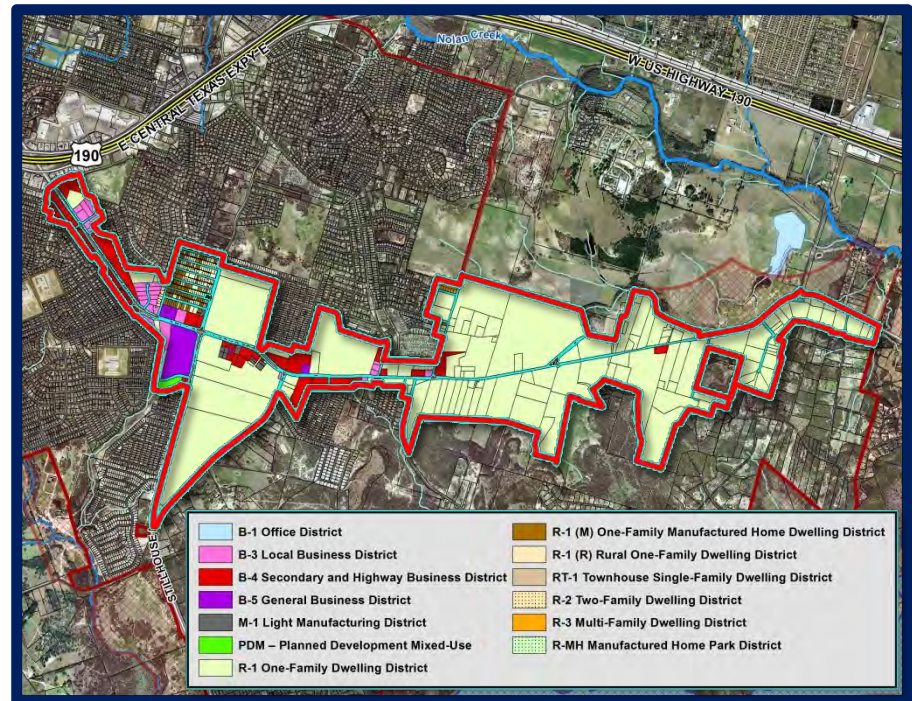 Nolan Creek
W US HIGHWAY 190
E CENTRAL TEXAS EXPY E
190
STILLHOUSE
B-1 Office District
B-3 Local Business District
B-4 Secondary and Highway Business District
B-5 General Business District
M-1 Light Manufacturing District
PDM – Planned Development Mixed-Use
R-1 One-Family Dwelling District
R-1 (M) One-Family Manufactured Home Dwelling District
R-1 (R) Rural One-Family Dwelling District
RT-1 Townhouse Single-Family Dwelling District
R-2 Two-Family Dwelling District
R-3 Multi-Family Dwelling District
R-MH Manufactured Home Park District